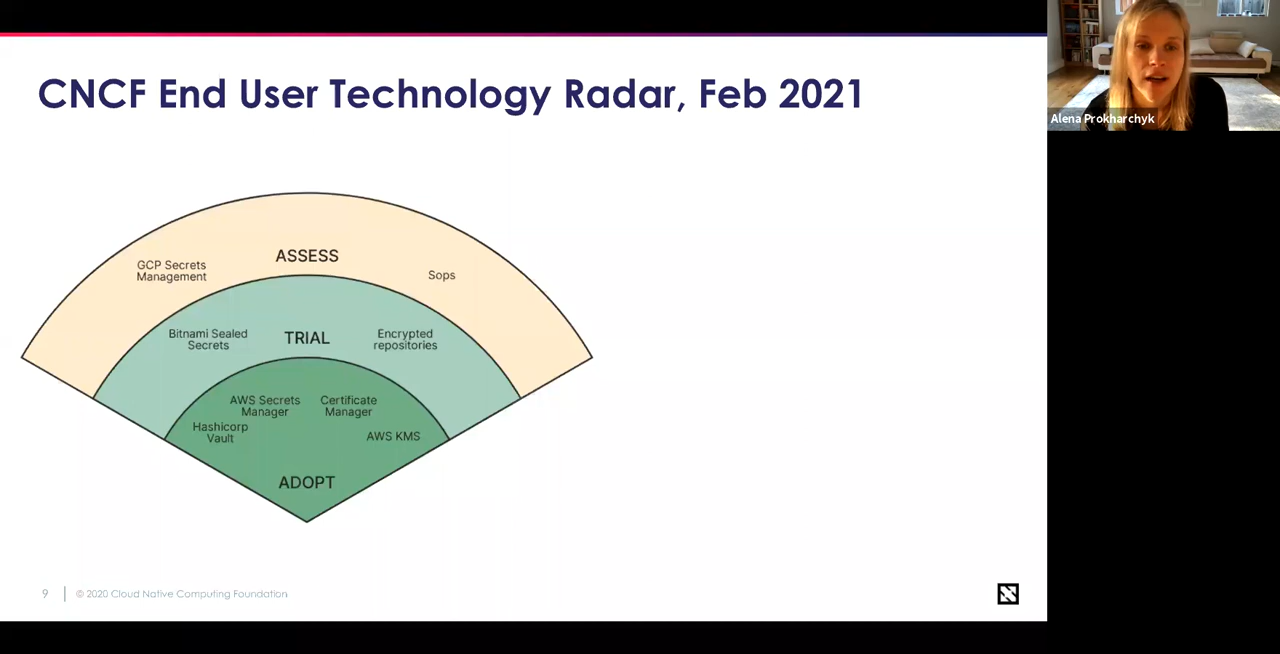 CNCF End User Technology Radar, Feb 2021
Alena Prokharchyk
ASSESS
GCP Secrets
Management
Sops
TRIAL
Bitnami Sealed
Secrets
Encrypted
repositories
AWS Secrets
Manager
Certificate
Manager
Hashicorp
Vault
AWS KMS
ADOPT
9
© 2020 Cloud Native Computing Foundation